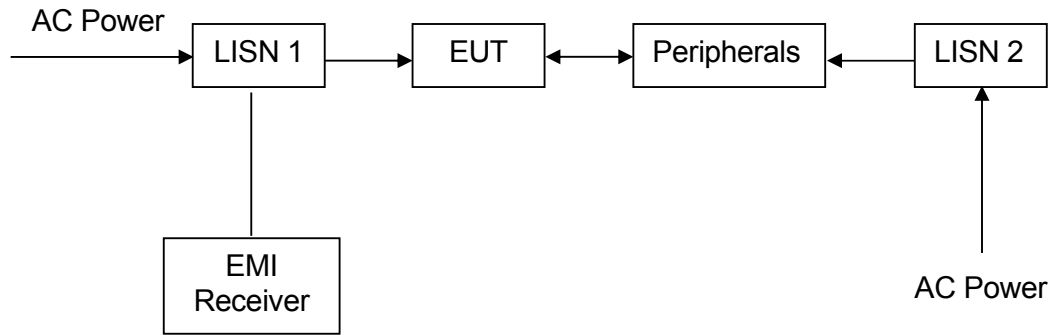 AC Power
LISN 1
EUT
Peripherals
LISN 2
EMI
Receiver
AC Power